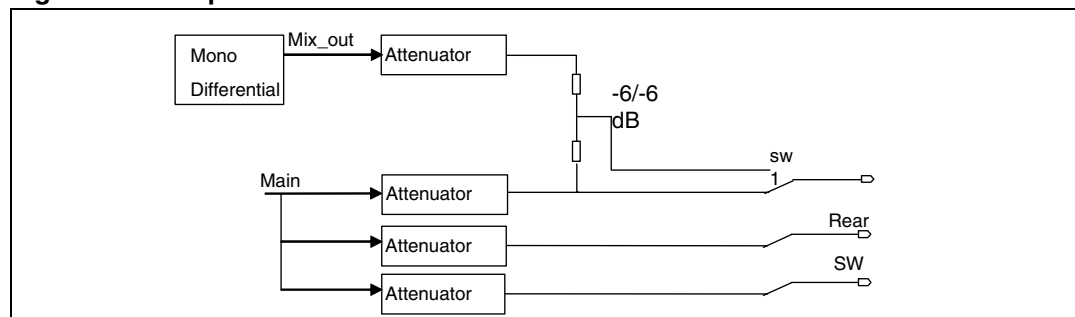 Mono
Differential
Mix_out
Attenuator
-6/-6
dB
sw
1
Main
Attenuator
Rear
Attenuator
SW
Attenuator